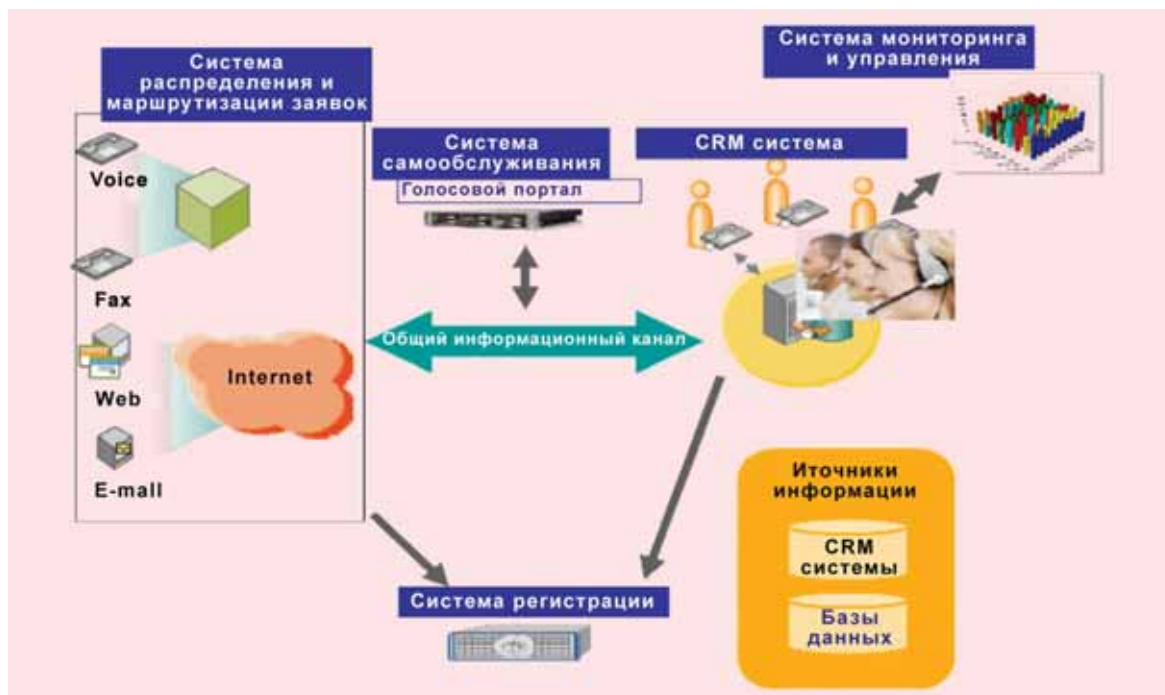 Система мониторинга
и управления
Система
распределения и
маршрутизации заявок
Система
самообслуживания
Голосовой портал
CRM система
Voice
Fax
Общий информационный канал
Internet
Web
E-mall
Иточники
информации
CRM
системы
Базы
данных
Система регистрации